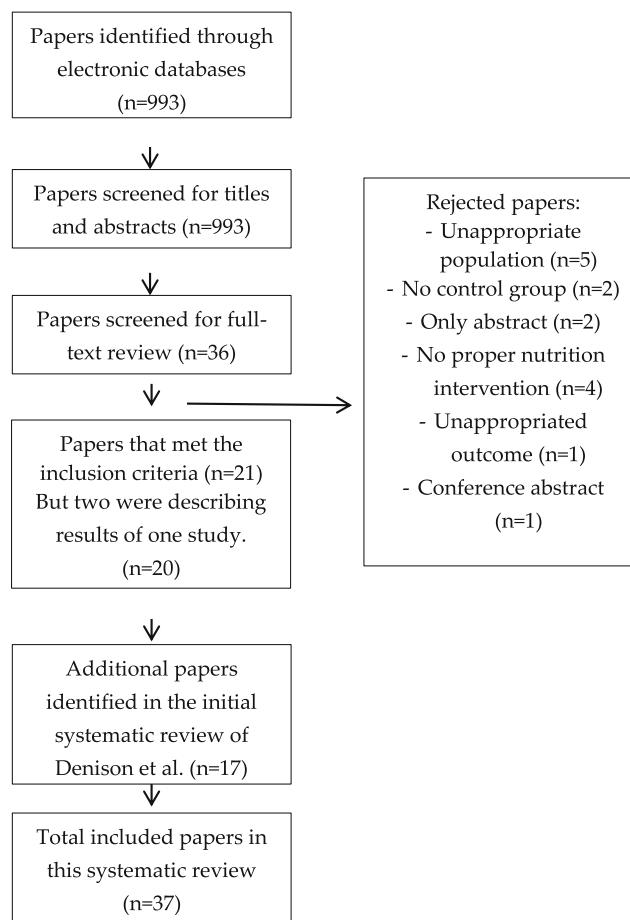 Papers identified through
electronic databases
(n=993)
Papers screened for titles
and abstracts (n=993)
Papers screened for full-
text review (n=36)
Rejected papers:
- Unappropriate
population (n=5)
- No control group (n=2)
- Only abstract (n=2)
- No proper nutrition
intervention (n=4)
- Unappropriated
outcome (n=1)
- Conference abstract
(n=1)
Papers that met the
inclusion criteria (n=21)
But two were describing
results of one study.
(n=20)
Additional papers
identified in the initial
systematic review of
Denison et al. (n=17)
Total included papers in
this systematic review
(n=37)